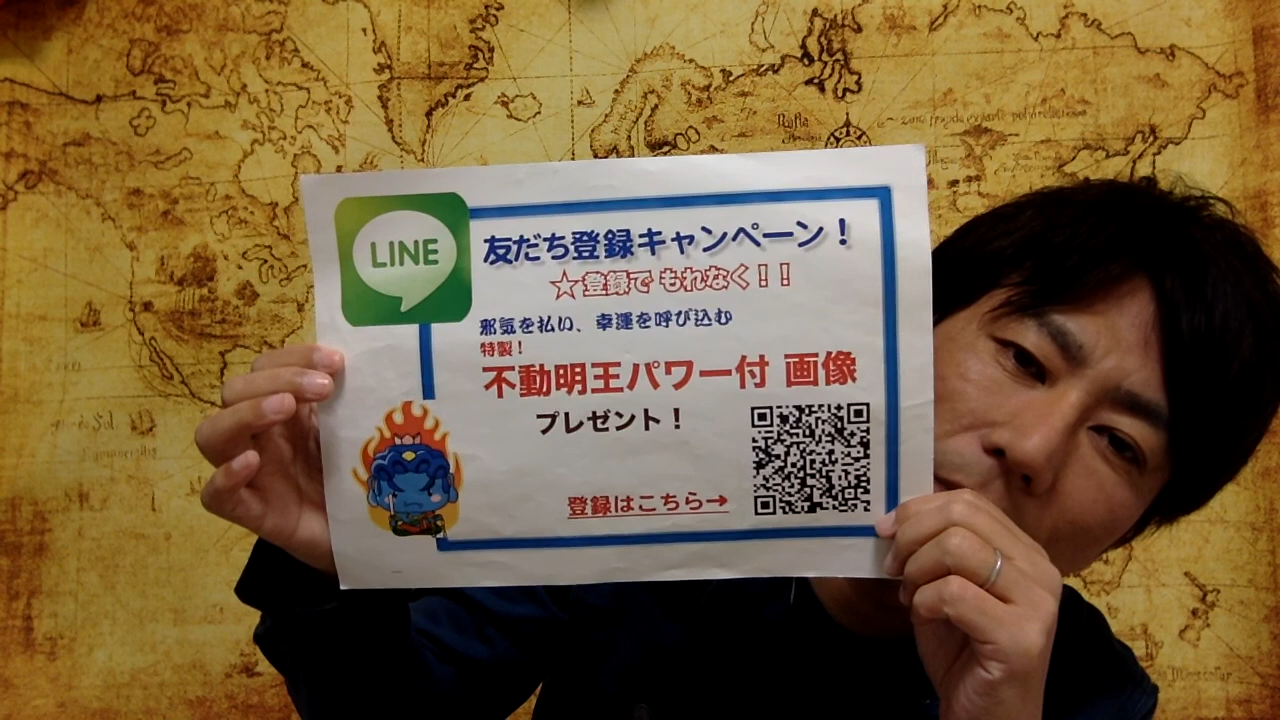 LINE
友だち登録キャンペーン！
☆登録で もれなく！！
邪気を払い、幸運を呼び込む
特製！
不動明王パワー付 画像
プレゼント！
登録はこちら→